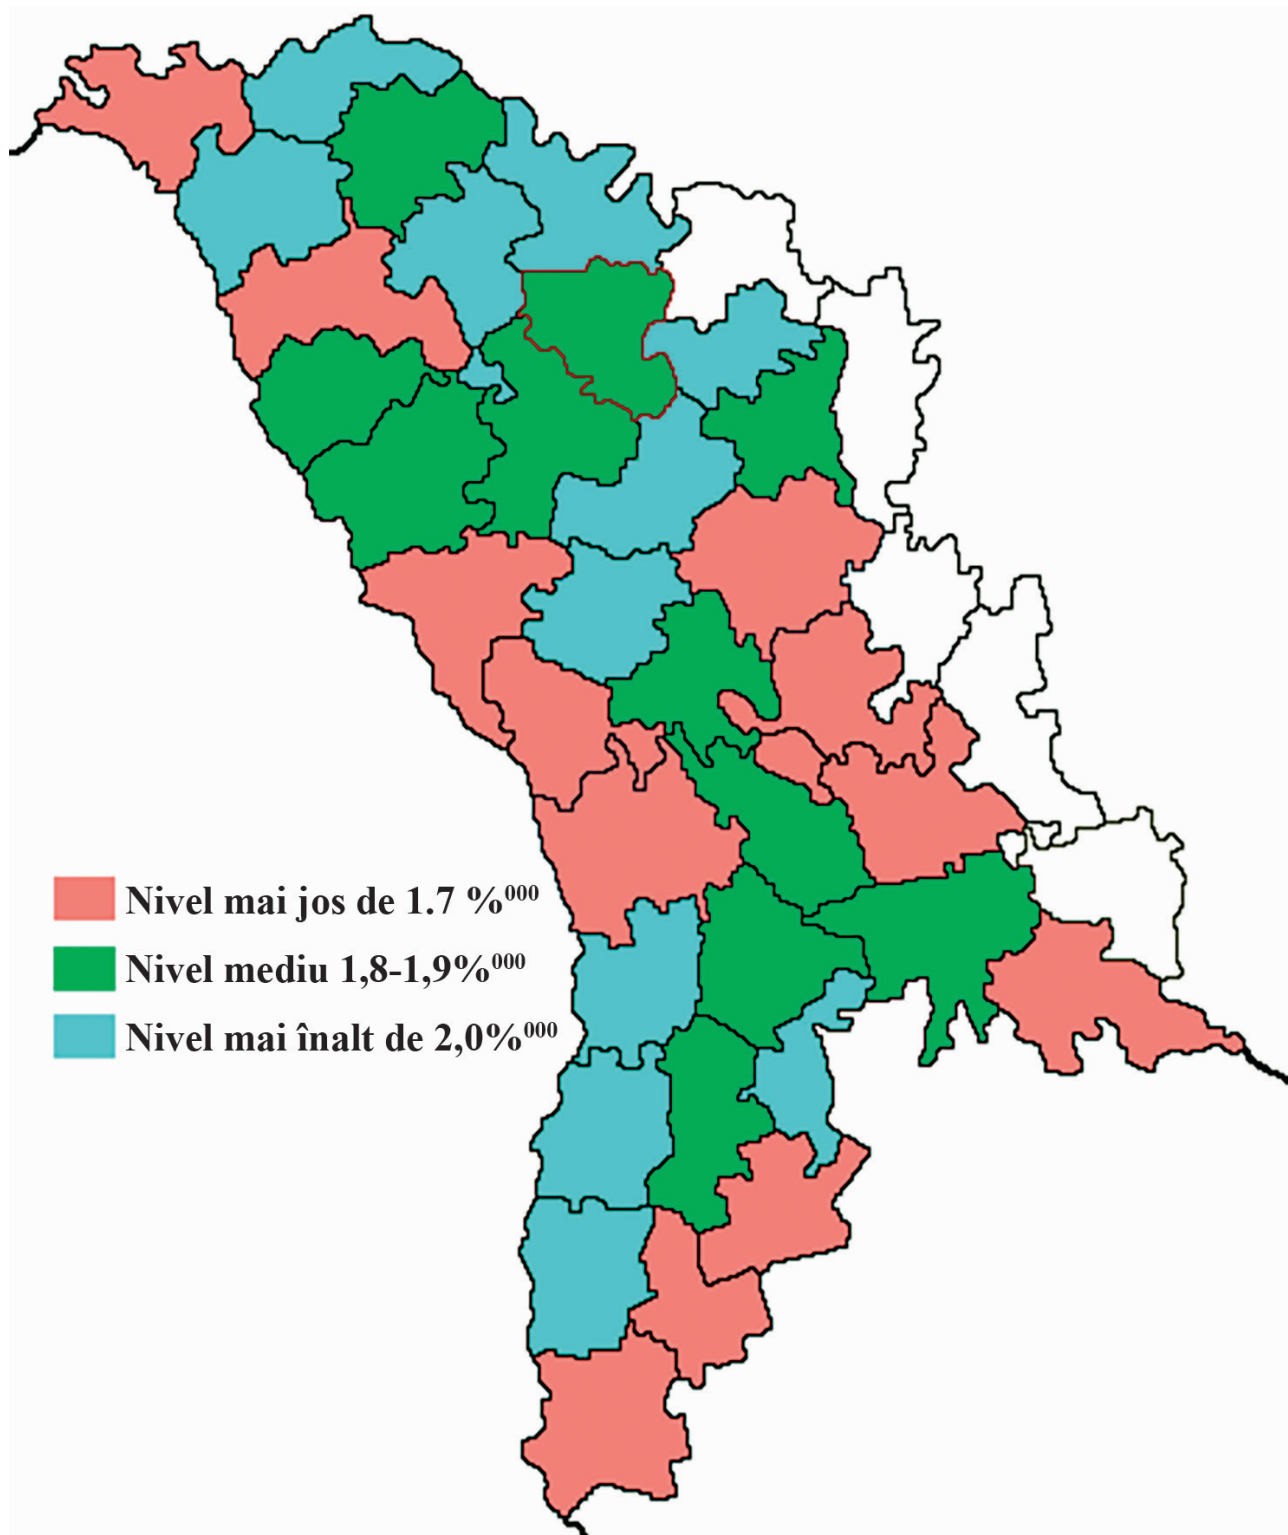 Nivel mai jos de 1.7 %⁰⁰⁰
Nivel mediu 1,8-1,9%⁰⁰⁰
Nivel mai înalt de 2,0%⁰⁰⁰